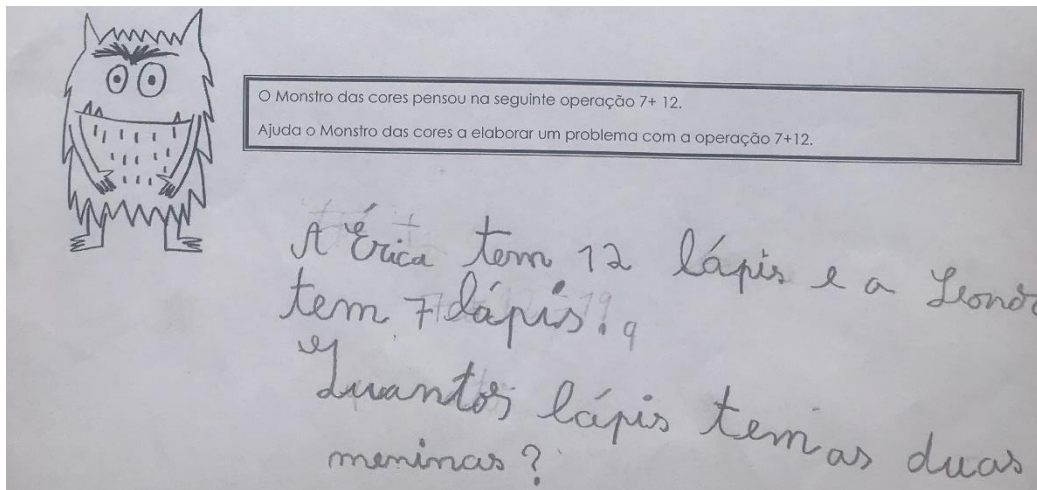 O Monstro das cores pensou na seguinte operação 7+ 12.
Ajuda o Monstro das cores a elaborar um problema com a operação 7+12.
A Érica tem 12 lápis e a Leonor
tem 7 lápis.
Quantos lápis tem as duas
meninas?